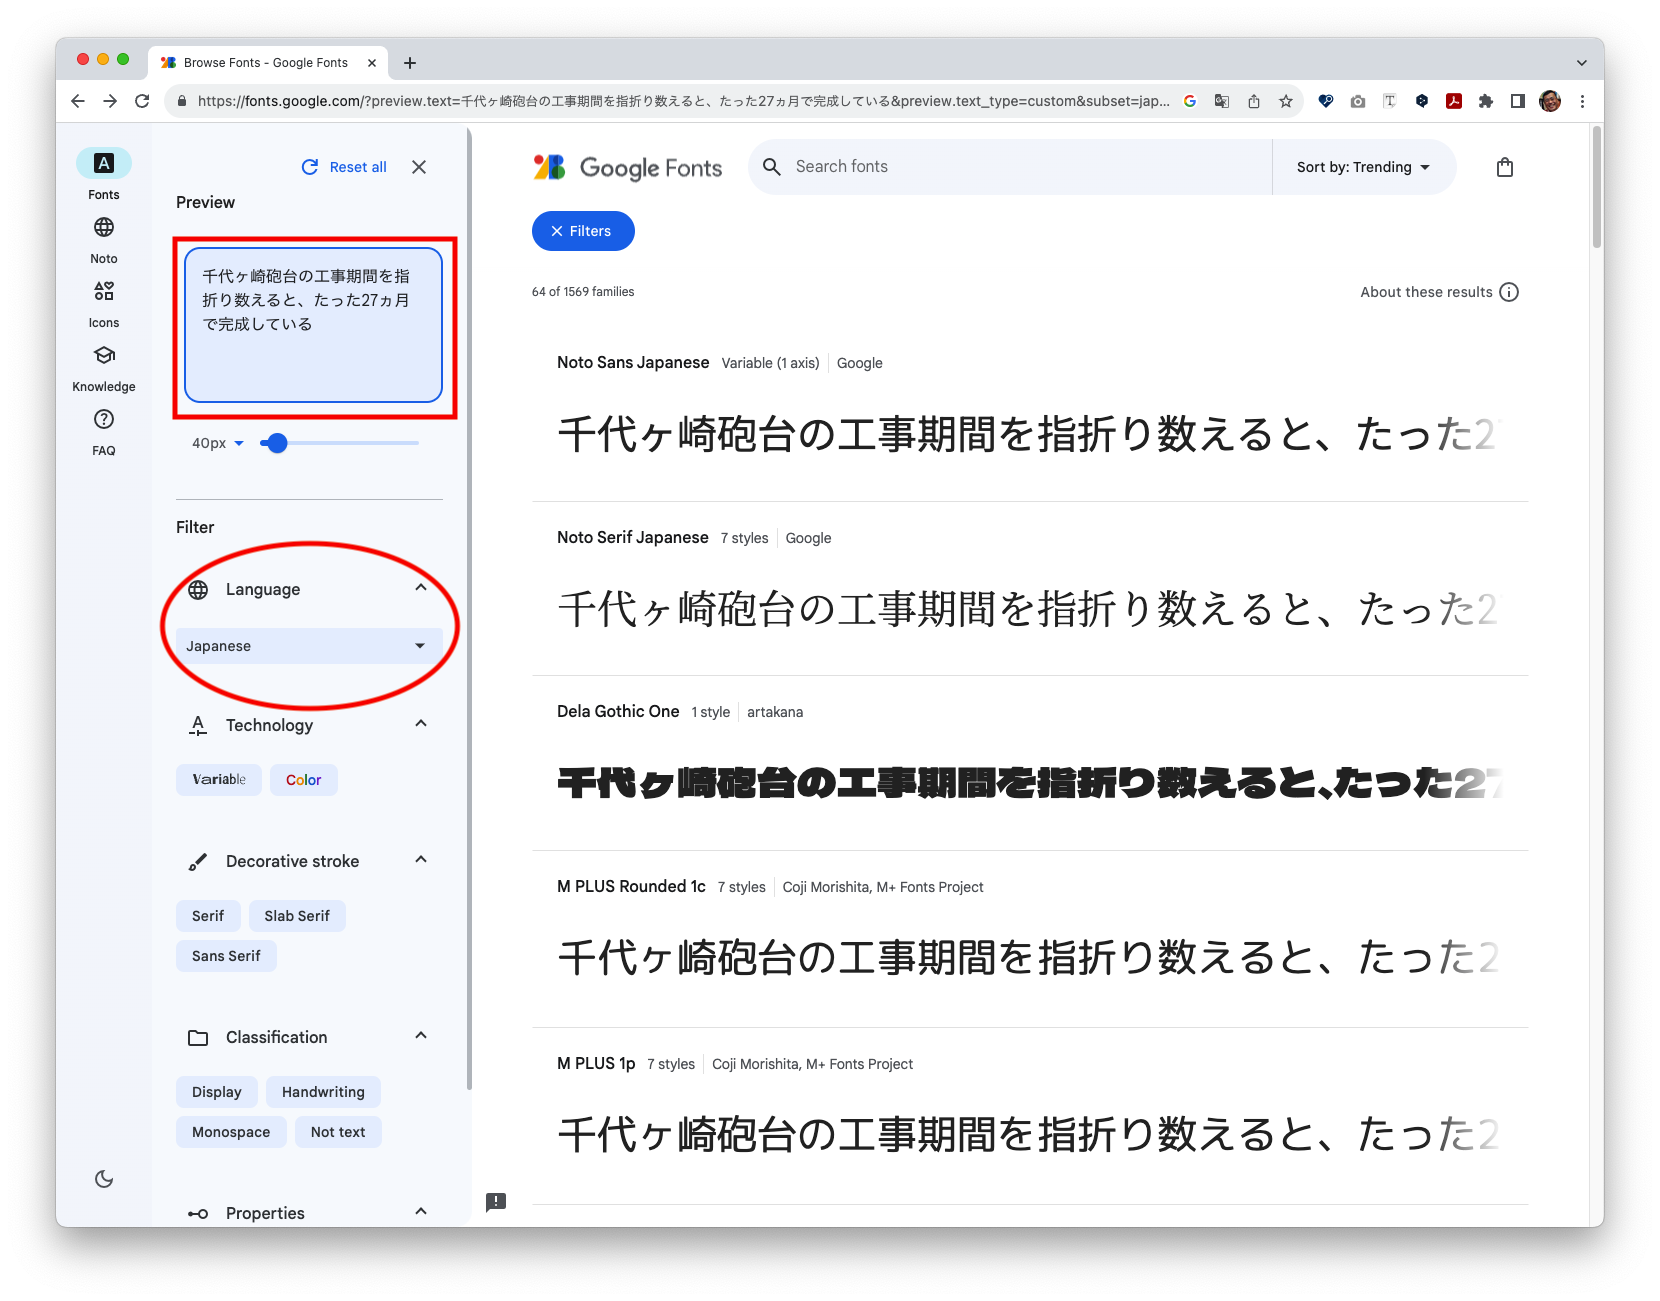 Browse Fonts - Google Fonts
https://fonts.google.com/?preview.text=千代ヶ崎砲台の工事期間を指折り数えると、たった27ヵ月で完成している&preview.text_type=custom&subset=jap...
Fonts
Noto
Icons
Knowledge
FAQ
Reset all
Preview
千代ヶ崎砲台の工事期間を指
折り数えると、たった27ヵ月
で完成している
40px
Filter
Language
Japanese
Technology
Variable
Color
Decorative stroke
Serif
Slab Serif
Sans Serif
Classification
Display
Handwriting
Monospace
Not text
Properties
Google Fonts
Search fonts
Sort by: Trending
Filters
64 of 1569 families
About these results
Noto Sans Japanese Variable (1 axis) Google
千代ヶ崎砲台の工事期間を指折り数えると、たった2
Noto Serif Japanese 7 styles Google
千代ヶ崎砲台の工事期間を指折り数えると、たった2
Dela Gothic One 1 style artakana
千代ヶ崎砲台の工事期間を指折り数えると、たった27
M PLUS Rounded 1c 7 styles Coji Morishita, M+ Fonts Project
千代ヶ崎砲台の工事期間を指折り数えると、たった2
M PLUS 1p 7 styles Coji Morishita, M+ Fonts Project
千代ヶ崎砲台の工事期間を指折り数えると、たった2